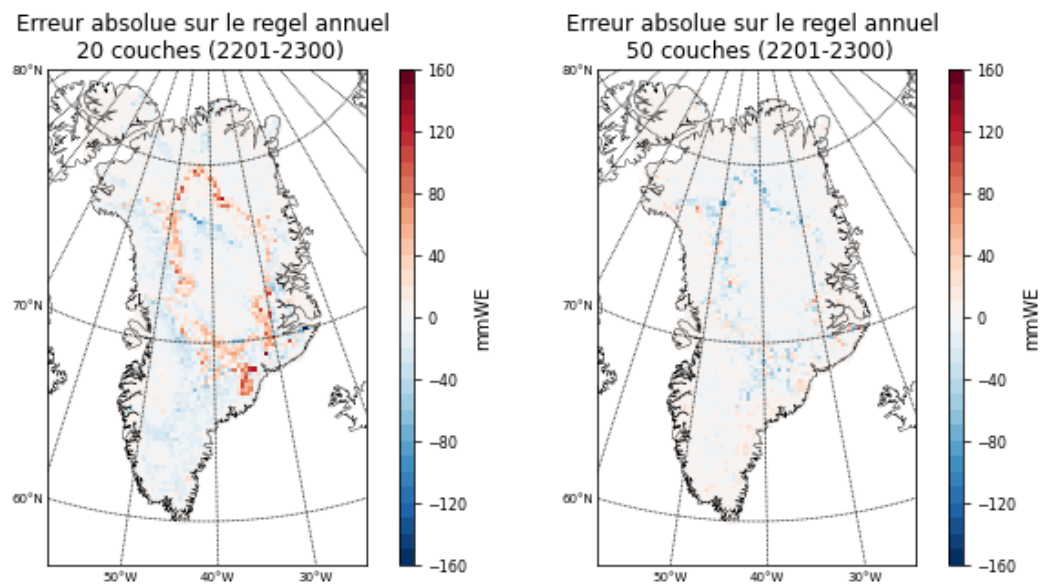 Erreur absolue sur le regel annuel
20 couches (2201-2300)
80°N
70°N
60°N
50°W
40°W
30°W
160
120
80
40
0
−40
−80
−120
−160
mmWE
Erreur absolue sur le regel annuel
50 couches (2201-2300)
80°N
70°N
60°N
50°W
40°W
30°W
160
120
80
40
0
−40
−80
−120
−160
mmWE